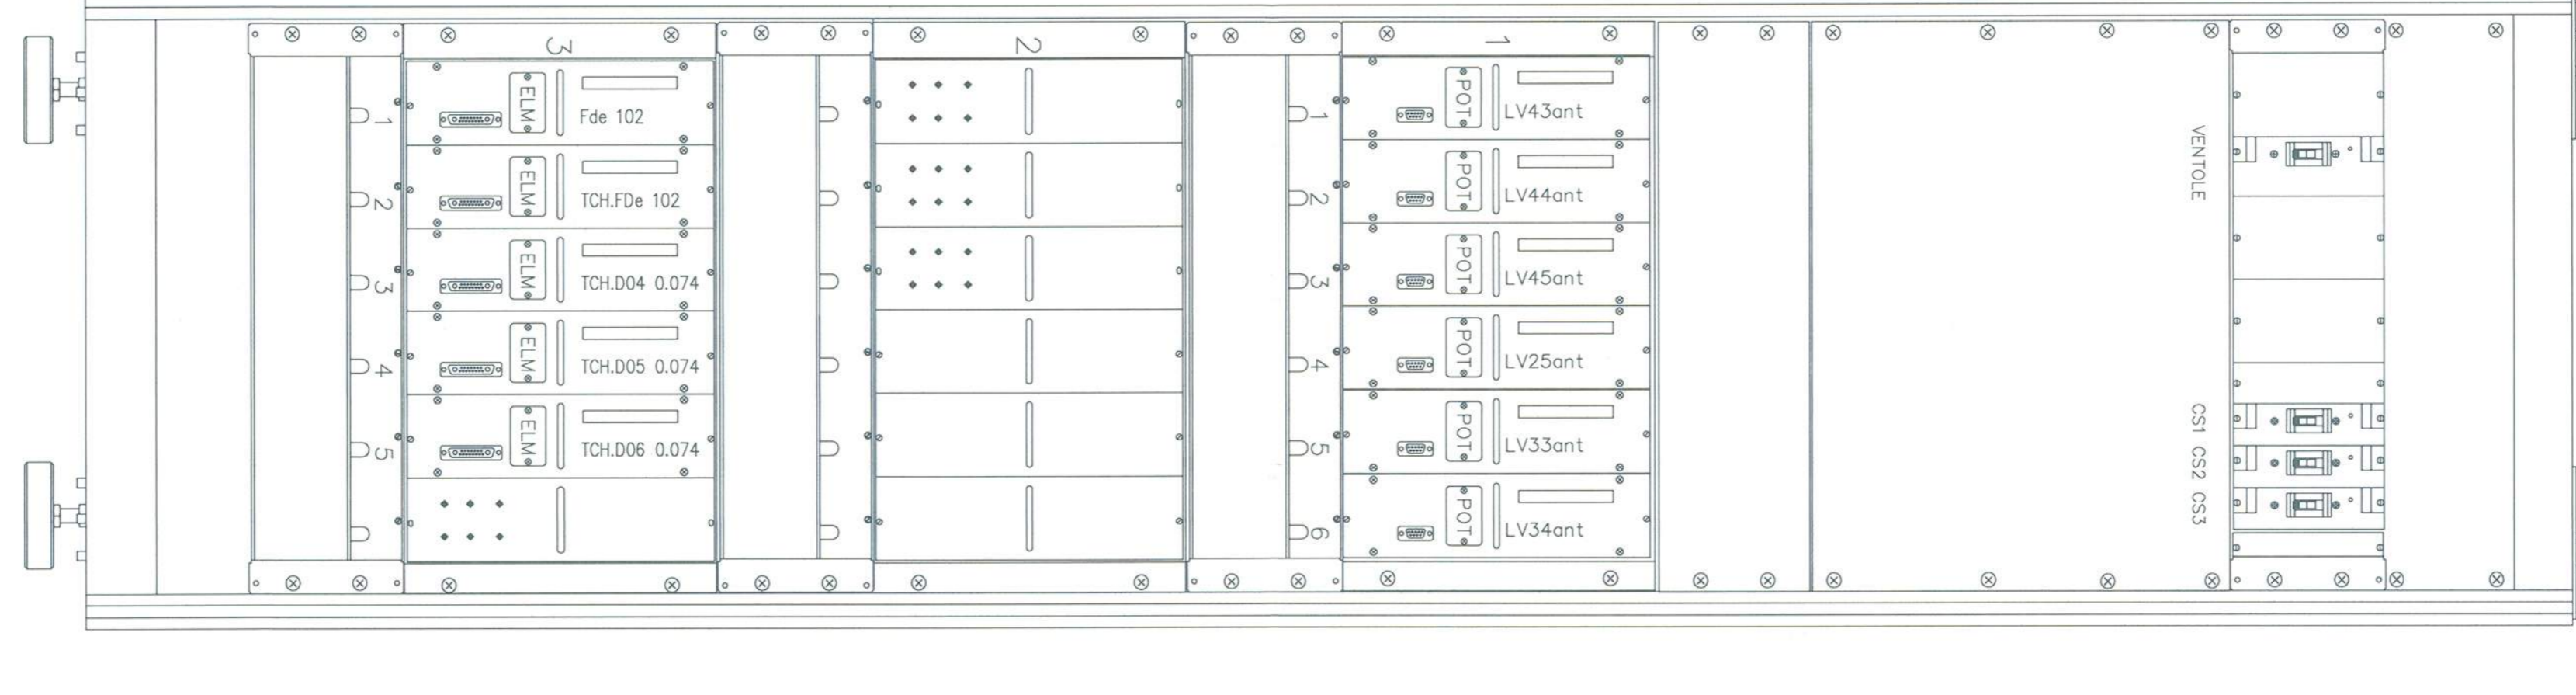 3
ELM
Fde 102
1
ELM
TCH.FDe 102
2
ELM
TCH.D04 0.074
3
ELM
TCH.D05 0.074
4
ELM
TCH.D06 0.074
5
2
1
POT
LV43ant
1
POT
LV44ant
2
POT
LV45ant
3
POT
LV25ant
4
POT
LV33ant
5
POT
LV34ant
6
VENTOLE
CS1 CS2 CS3